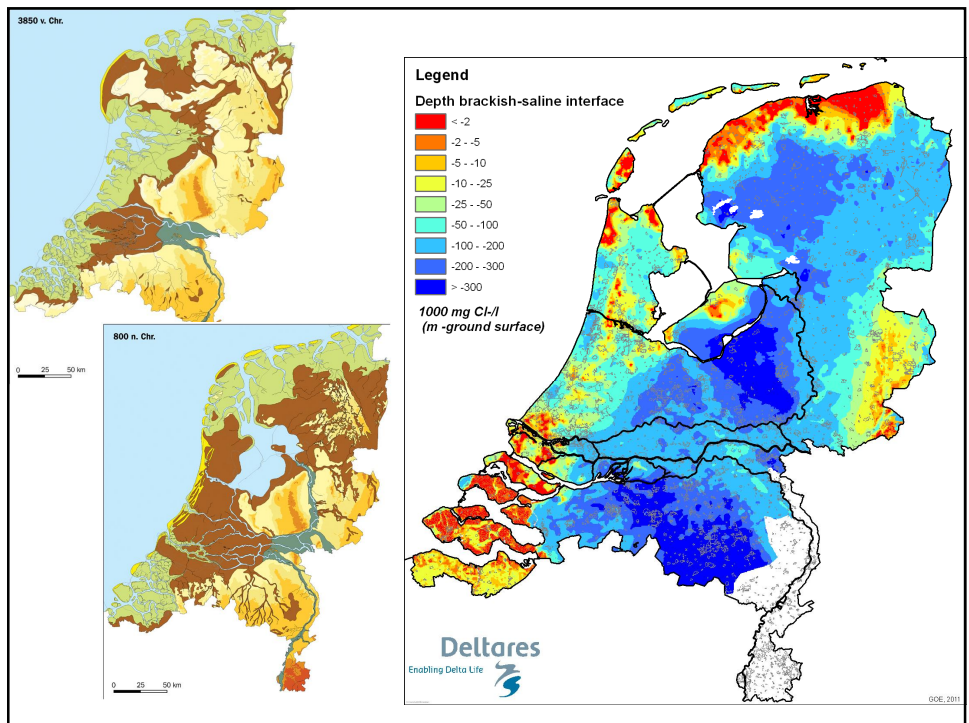 3850 v. Chr.
0 25 50 km
800 n. Chr.
0 25 50 km
Legend
Depth brackish-saline interface
< -2
-2 - -5
-5 - -10
-10 - -25
-25 - -50
-50 - -100
-100 - -200
-200 - -300
> -300
1000 mg Cl-/l
(m -ground surface)
Deltares
Enabling Delta Life
GOE, 2011